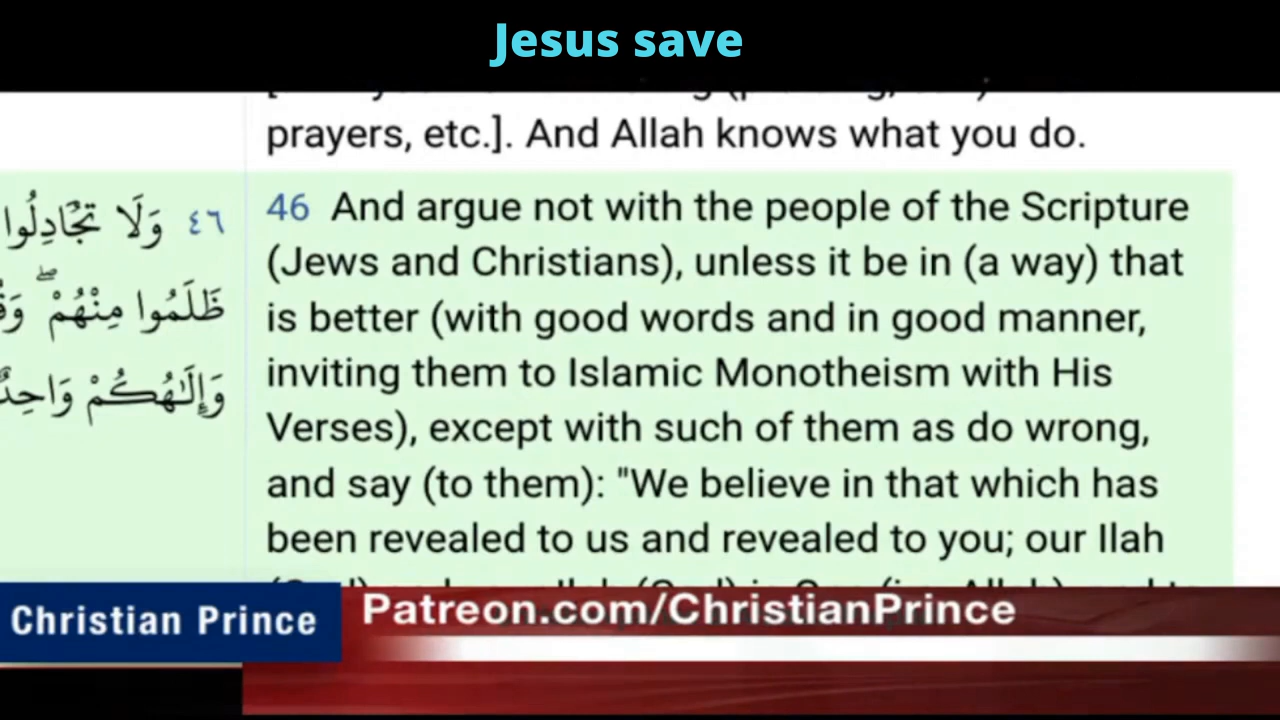 Jesus save
prayers, etc.]. And Allah knows what you do.
٤٦ وَلَا تُجَادِلُوا
ظَلَمُوا مِنْهُمْ ۖ
وَإِلَٰهُكُمْ وَاحِدٌ
46 And argue not with the people of the Scripture
(Jews and Christians), unless it be in (a way) that
is better (with good words and in good manner,
inviting them to Islamic Monotheism with His
Verses), except with such of them as do wrong,
and say (to them): "We believe in that which has
been revealed to us and revealed to you; our Ilah
Christian Prince
Patreon.com/ChristianPrince